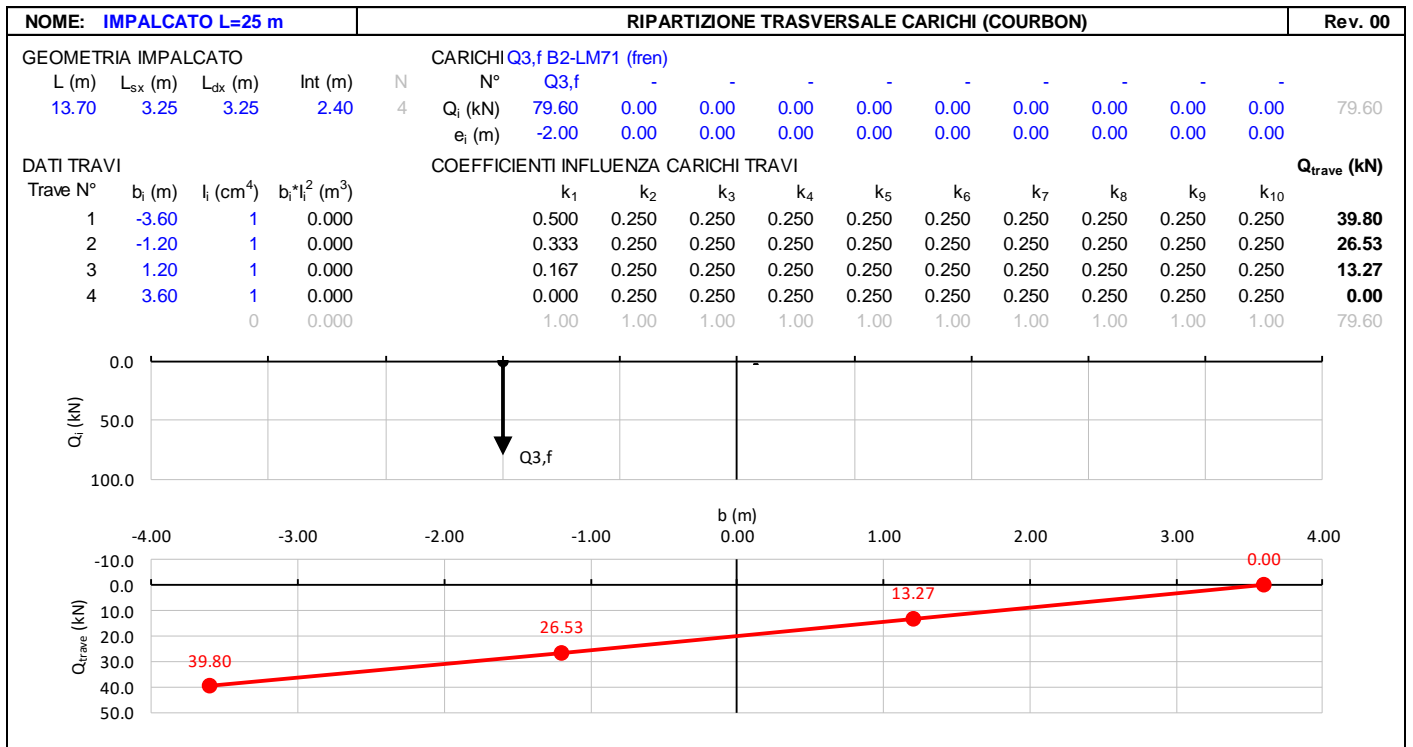 NOME: IMPALCATO L=25 m RIPARTIZIONE TRASVERSALE CARICHI (COURBON) Rev. 00
GEOMETRIA IMPALCATO CARICHI Q3,f B2-LM71 (fren)
L (m) Lsx (m) Ldx (m) Int (m) N N° Q3,f - - - - - - - - -
13.70 3.25 3.25 2.40 4 Qi (kN) 79.60 0.00 0.00 0.00 0.00 0.00 0.00 0.00 0.00 0.00 79.60
ei (m) -2.00 0.00 0.00 0.00 0.00 0.00 0.00 0.00 0.00 0.00
DATI TRAVI COEFFICIENTI INFLUENZA CARICHI TRAVI Qtrave (kN)
Trave N° bi (m) Ii (cm⁴) bi*Ii² (m³) k1 k2 k3 k4 k5 k6 k7 k8 k9 k10
1 -3.60 1 0.000 0.500 0.250 0.250 0.250 0.250 0.250 0.250 0.250 0.250 0.250 39.80
2 -1.20 1 0.000 0.333 0.250 0.250 0.250 0.250 0.250 0.250 0.250 0.250 0.250 26.53
3 1.20 1 0.000 0.167 0.250 0.250 0.250 0.250 0.250 0.250 0.250 0.250 0.250 13.27
4 3.60 1 0.000 0.000 0.250 0.250 0.250 0.250 0.250 0.250 0.250 0.250 0.250 0.00
0 0.000 1.00 1.00 1.00 1.00 1.00 1.00 1.00 1.00 1.00 1.00 79.60
0.0
50.0
100.0
Qi (kN)
Q3,f
b (m)
-4.00 -3.00 -2.00 -1.00 0.00 1.00 2.00 3.00 4.00
-10.0
0.0
10.0
20.0
30.0
40.0
50.0
Qtrave (kN)
39.80
26.53
13.27
0.00